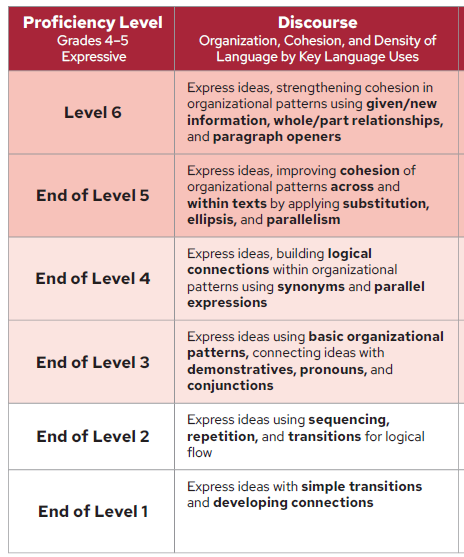 Proficiency Level
Grades 4–5
Expressive
Discourse
Organization, Cohesion, and Density of
Language by Key Language Uses
Level 6
Express ideas, strengthening cohesion in
organizational patterns using given/new
information, whole/part relationships,
and paragraph openers
End of Level 5
Express ideas, improving cohesion of
organizational patterns across and
within texts by applying substitution,
ellipsis, and parallelism
End of Level 4
Express ideas, building logical
connections within organizational
patterns using synonyms and parallel
expressions
End of Level 3
Express ideas using basic organizational
patterns, connecting ideas with
demonstratives, pronouns, and
conjunctions
End of Level 2
Express ideas using sequencing,
repetition, and transitions for logical
flow
End of Level 1
Express ideas with simple transitions
and developing connections